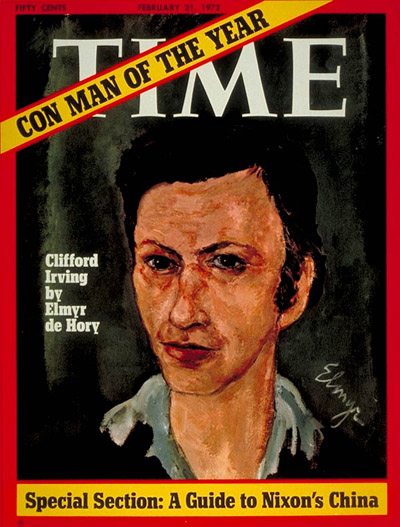 FIFTY CENTS FEBRUARY 21, 1972
CON MAN OF THE YEAR
TIME
Clifford
Irving
by
Elmyr
de Hory
Elmyr
Special Section: A Guide to Nixon's China